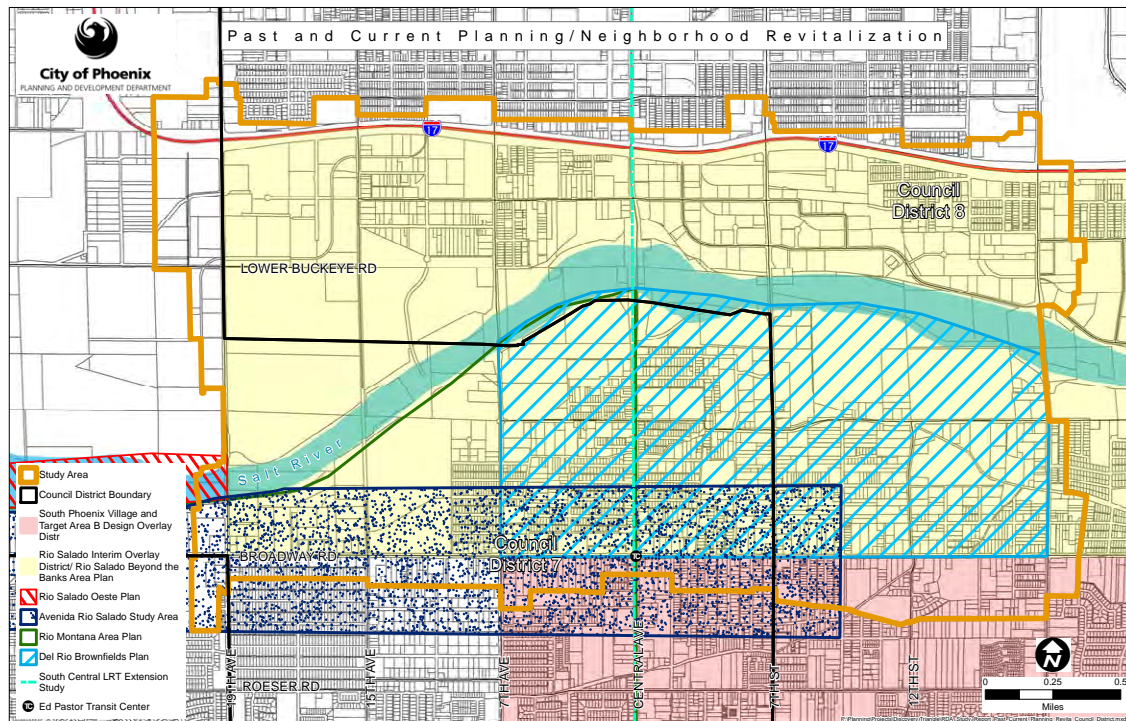 Past and Current Planning/Neighborhood Revitalization
City of Phoenix
PLANNING AND DEVELOPMENT DEPARTMENT
17
17
Council
District 8
LOWER BUCKEYE RD
Salt River
Study Area
Council District Boundary
South Phoenix Village and
Target Area B Design Overlay
Distr
Rio Salado Interim Overlay
District/ Rio Salado Beyond the
Banks Area Plan
Rio Salado Oeste Plan
Avenida Rio Salado Study Area
Rio Montana Area Plan
Del Rio Brownfields Plan
South Central LRT Extension
Study
TC Ed Pastor Transit Center
BROADWAY RD
Council
District 7
TC
19TH AVE
15TH AVE
7TH AVE
CENTRAL AVE
7TH ST
12TH ST
ROESER RD
N
0 0.25 0.5
Miles